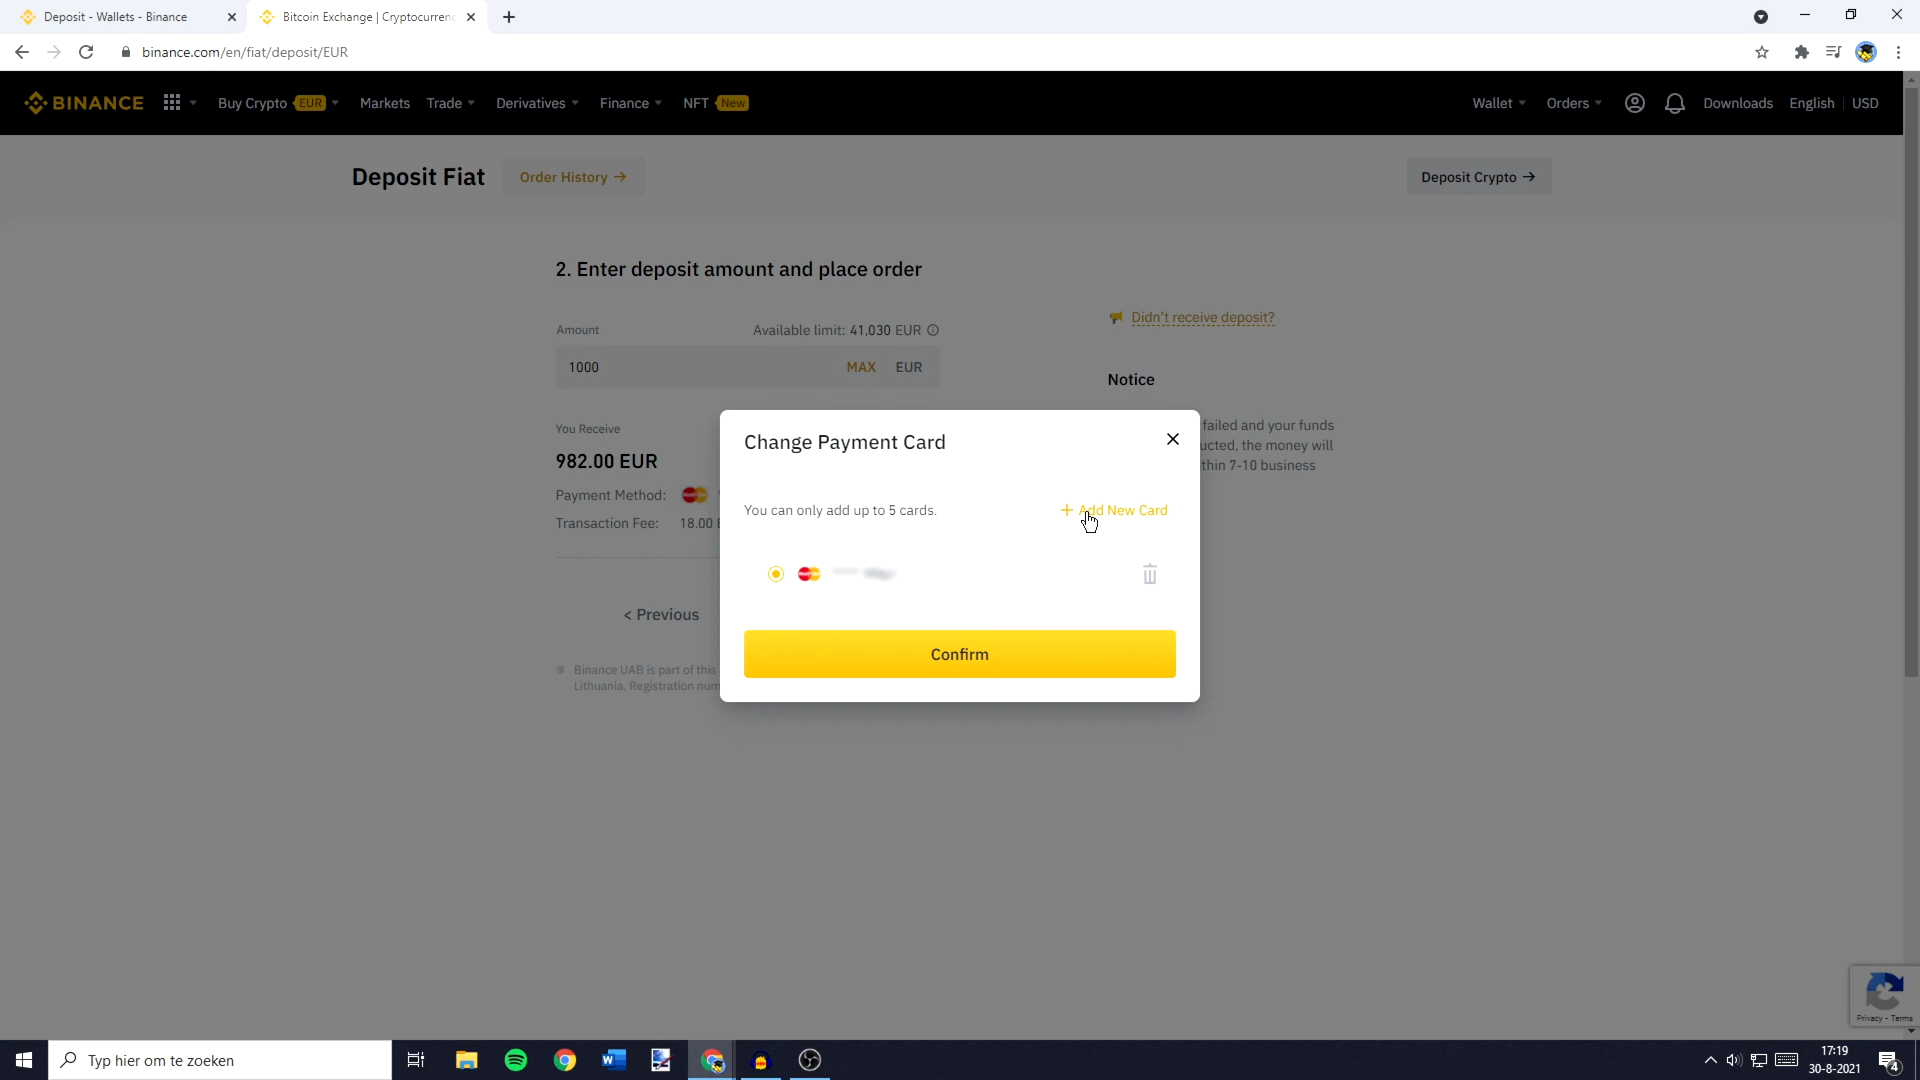 Deposit - Wallets - Binance
Bitcoin Exchange | Cryptocurrenc
binance.com/en/fiat/deposit/EUR
BINANCE
Buy Crypto EUR
Markets
Trade
Derivatives
Finance
NFT New
Wallet
Orders
Downloads
English
USD
Deposit Fiat
Order History →
Deposit Crypto →
2. Enter deposit amount and place order
Amount
Available limit: 41,030 EUR
Didn't receive deposit?
1000
MAX
EUR
Notice
failed and your funds
ucted, the money will
thin 7-10 business
You Receive
982.00 EUR
Payment Method:
Transaction Fee: 18.00
Change Payment Card
You can only add up to 5 cards.
+ Add New Card
Confirm
< Previous
Binance UAB is part of this
Lithuania, Registration num
Privacy - Terms
Typ hier om te zoeken
17:19
30-8-2021
4